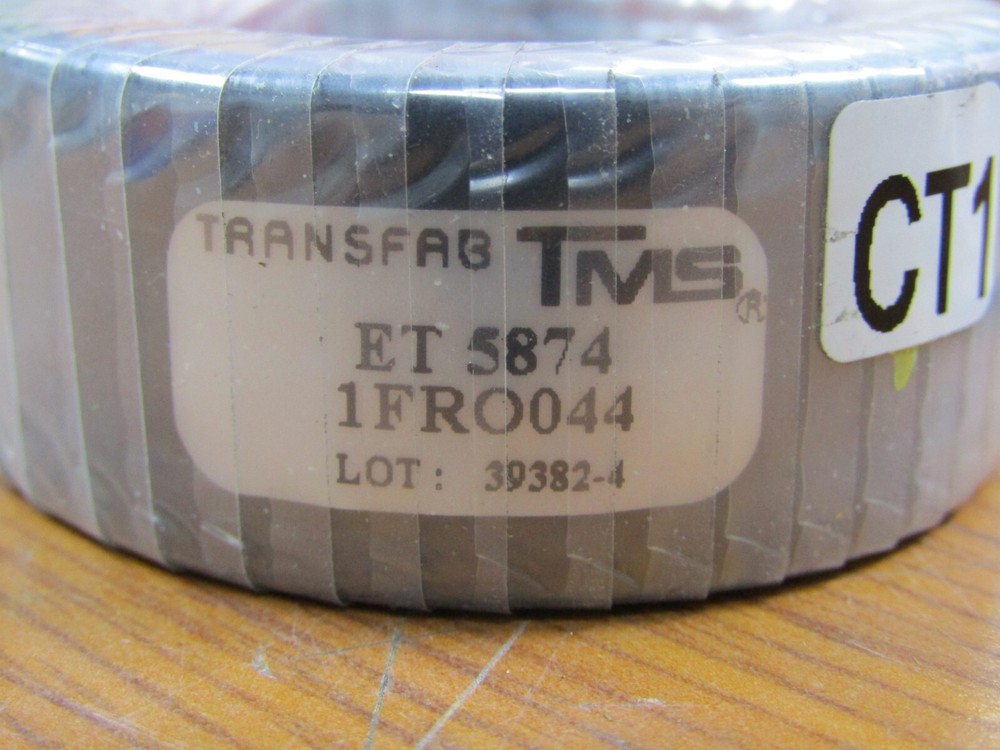 TRANSFAB TMS®
ET 5874
1FRO044
LOT: 39382-4
CT1